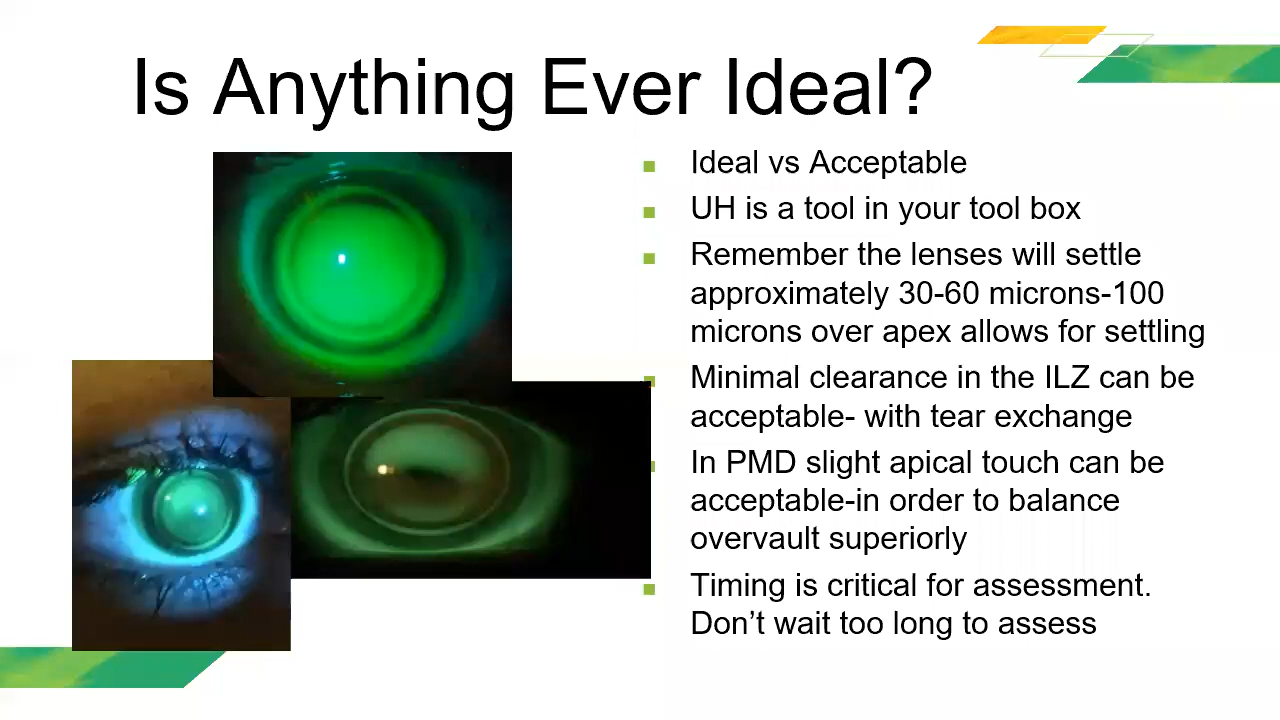 Is Anything Ever Ideal?
Ideal vs Acceptable
UH is a tool in your tool box
Remember the lenses will settle
approximately 30-60 microns-100
microns over apex allows for settling
Minimal clearance in the ILZ can be
acceptable- with tear exchange
In PMD slight apical touch can be
acceptable-in order to balance
overvault superiorly
Timing is critical for assessment.
Don’t wait too long to assess